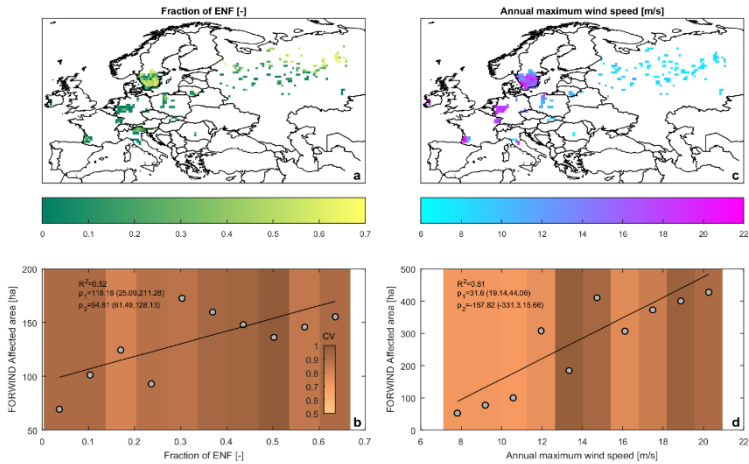 Fraction of ENF [-]
a
0 0.1 0.2 0.3 0.4 0.5 0.6 0.7
Annual maximum wind speed [m/s]
c
6 8 10 12 14 16 18 20 22
FORWIND Affected area [ha]
200
150
100
50
R²=0.52
p₁=118.18 (25.09,211.28)
p₂=94.81 (61.49,128.13)
CV
1
0.9
0.8
0.7
0.6
0.5
b
0 0.1 0.2 0.3 0.4 0.5 0.6 0.7
Fraction of ENF [-]
FORWIND Affected area [ha]
500
400
300
200
100
0
R²=0.81
p₁=31.6 (19.14,44.06)
p₂=-157.82 (-331.3,15.66)
d
6 8 10 12 14 16 18 20 22
Annual maximum wind speed [m/s]